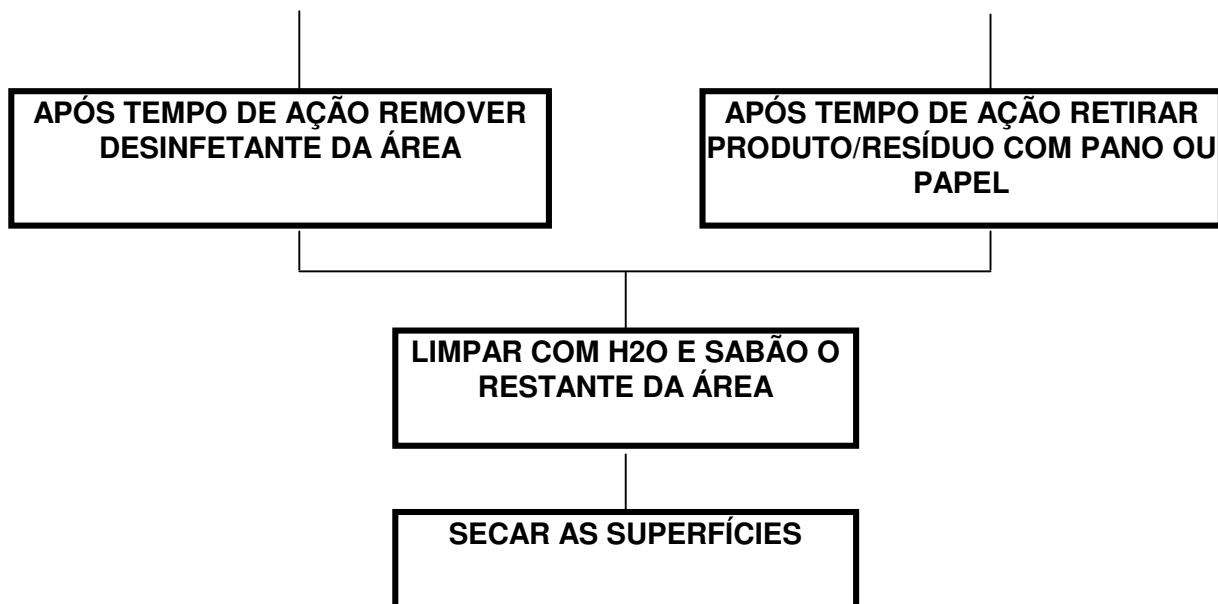 APÓS TEMPO DE AÇÃO REMOVER
DESINFETANTE DA ÁREA
APÓS TEMPO DE AÇÃO RETIRAR
PRODUTO/RESÍDUO COM PANO OU
PAPEL
LIMPAR COM H2O E SABÃO O
RESTANTE DA ÁREA
SECAR AS SUPERFÍCIES